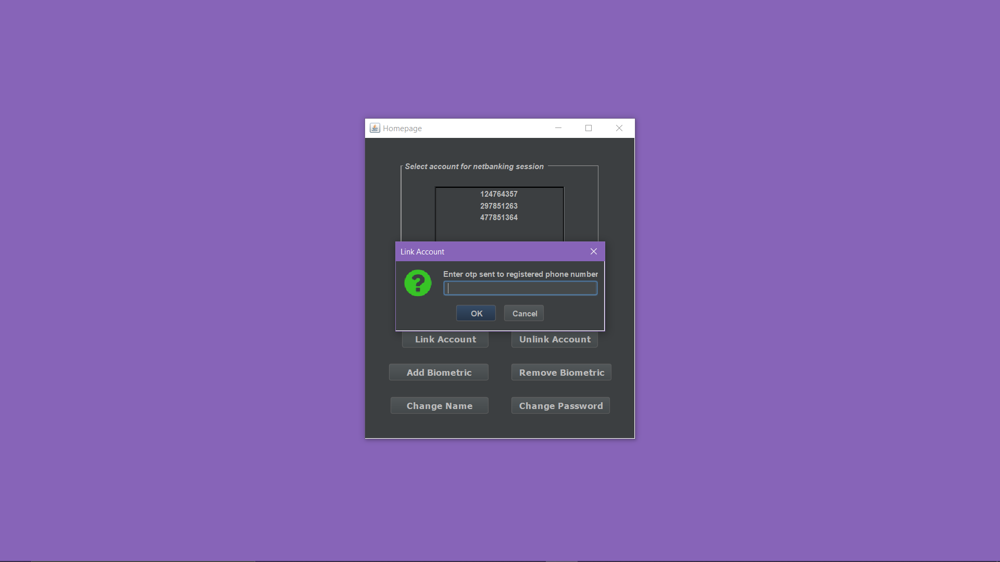 Homepage
Select account for netbanking session
124764357
297851263
477851364
Link Account
Enter otp sent to registered phone number
OK Cancel
Link Account Unlink Account
Add Biometric Remove Biometric
Change Name Change Password